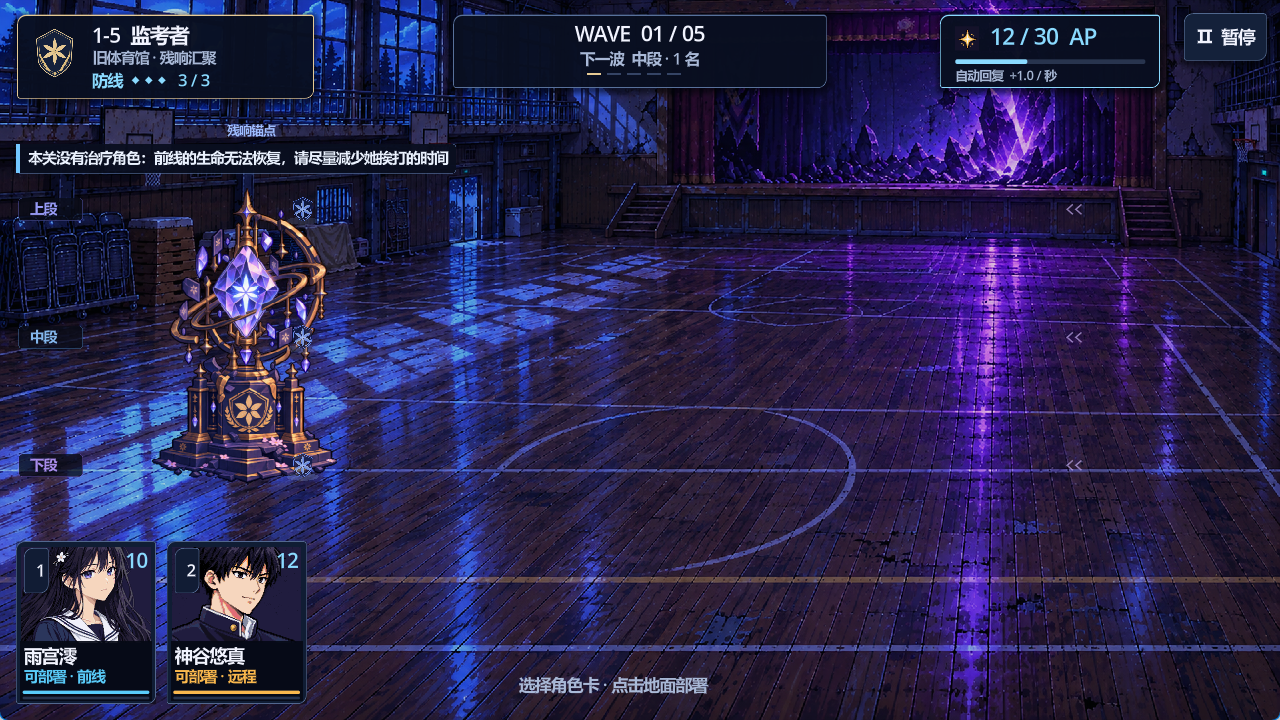 1-5 监考者
旧体育馆 · 残响汇聚
防线 3 / 3
WAVE 01 / 05
下一波 中段 · 1 名
12 / 30 AP
自动回复 +1.0 / 秒
暂停
残响锚点
本关没有治疗角色：前线的生命无法恢复，请尽量减少她挨打的时间
上段
中段
下段
1
10
雨宫澪
可部署 · 前线
2
12
神谷悠真
可部署 · 远程
选择角色卡 · 点击地面部署